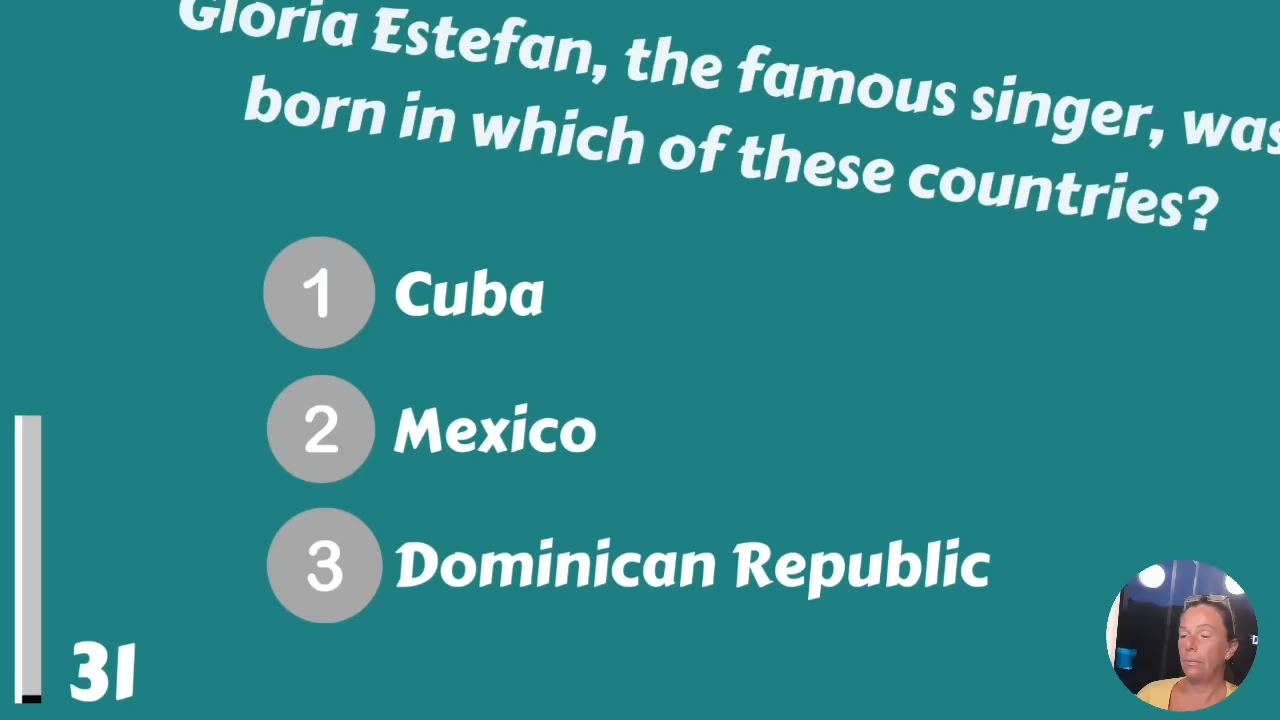 Gloria Estefan, the famous singer, was
born in which of these countries?
1 Cuba
2 Mexico
3 Dominican Republic
31